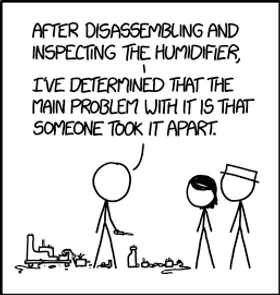 AFTER DISASSEMBLING AND
INSPECTING THE HUMIDIFIER,
I'VE DETERMINED THAT THE
MAIN PROBLEM WITH IT IS THAT
SOMEONE TOOK IT APART.